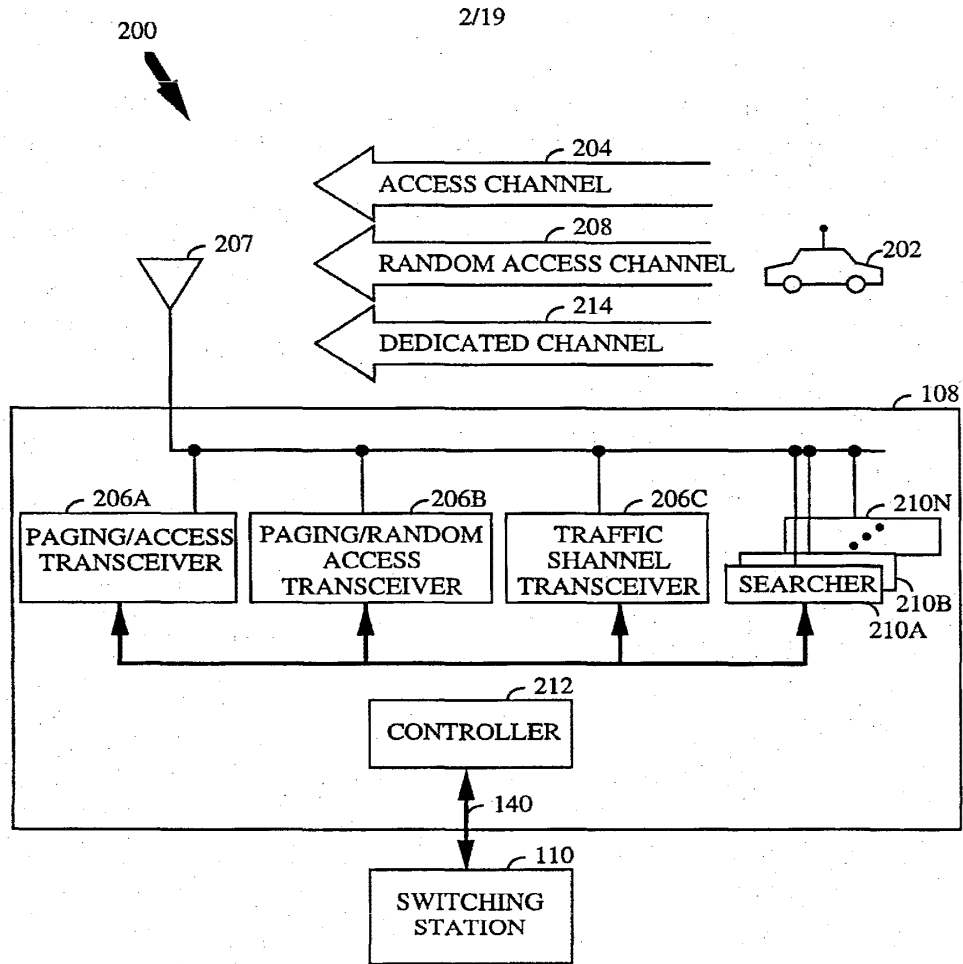 2/19
200
204
ACCESS CHANNEL
208
RANDOM ACCESS CHANNEL
202
207
214
DEDICATED CHANNEL
108
206A
PAGING/ACCESS
TRANSCEIVER
206B
PAGING/RANDOM
ACCESS
TRANSCEIVER
206C
TRAFFIC
SHANNEL
TRANSCEIVER
210N
SEARCHER
210B
210A
212
CONTROLLER
140
110
SWITCHING
STATION